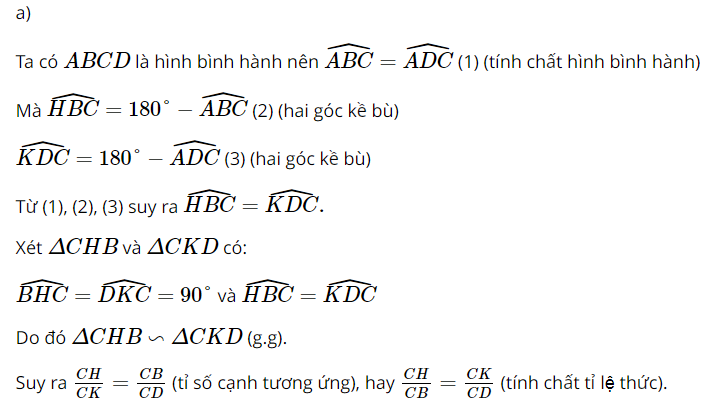 a)
Ta có $ABCD$ là hình bình hành nên $\widehat{ABC} = \widehat{ADC}$ (1) (tính chất hình bình hành)
Mà $\widehat{HBC} = 180^\circ - \widehat{ABC}$ (2) (hai góc kề bù)
$\widehat{KDC} = 180^\circ - \widehat{ADC}$ (3) (hai góc kề bù)
Từ (1), (2), (3) suy ra $\widehat{HBC} = \widehat{KDC}$.
Xét $\Delta CHB$ và $\Delta CKD$ có:
$\widehat{BHC} = \widehat{DKC} = 90^\circ$ và $\widehat{HBC} = \widehat{KDC}$
Do đó $\Delta CHB \backsim \Delta CKD$ (g.g).
Suy ra $\frac{CH}{CK} = \frac{CB}{CD}$ (tỉ số cạnh tương ứng), hay $\frac{CH}{CB} = \frac{CK}{CD}$ (tính chất tỉ lệ thức).